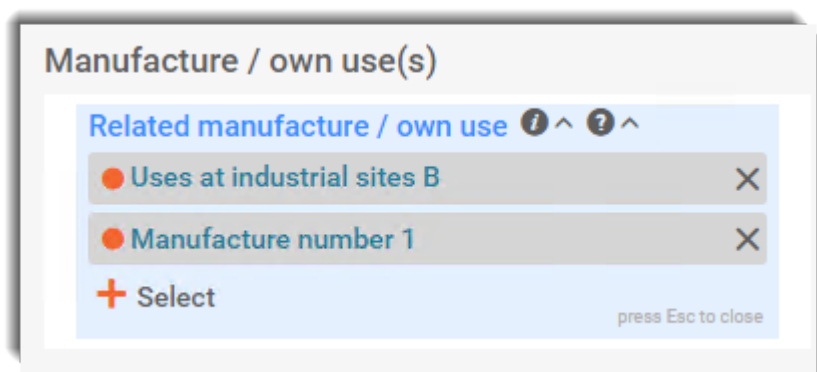 Manufacture / own use(s)
Related manufacture / own use
Uses at industrial sites B
Manufacture number 1
Select
press Esc to close